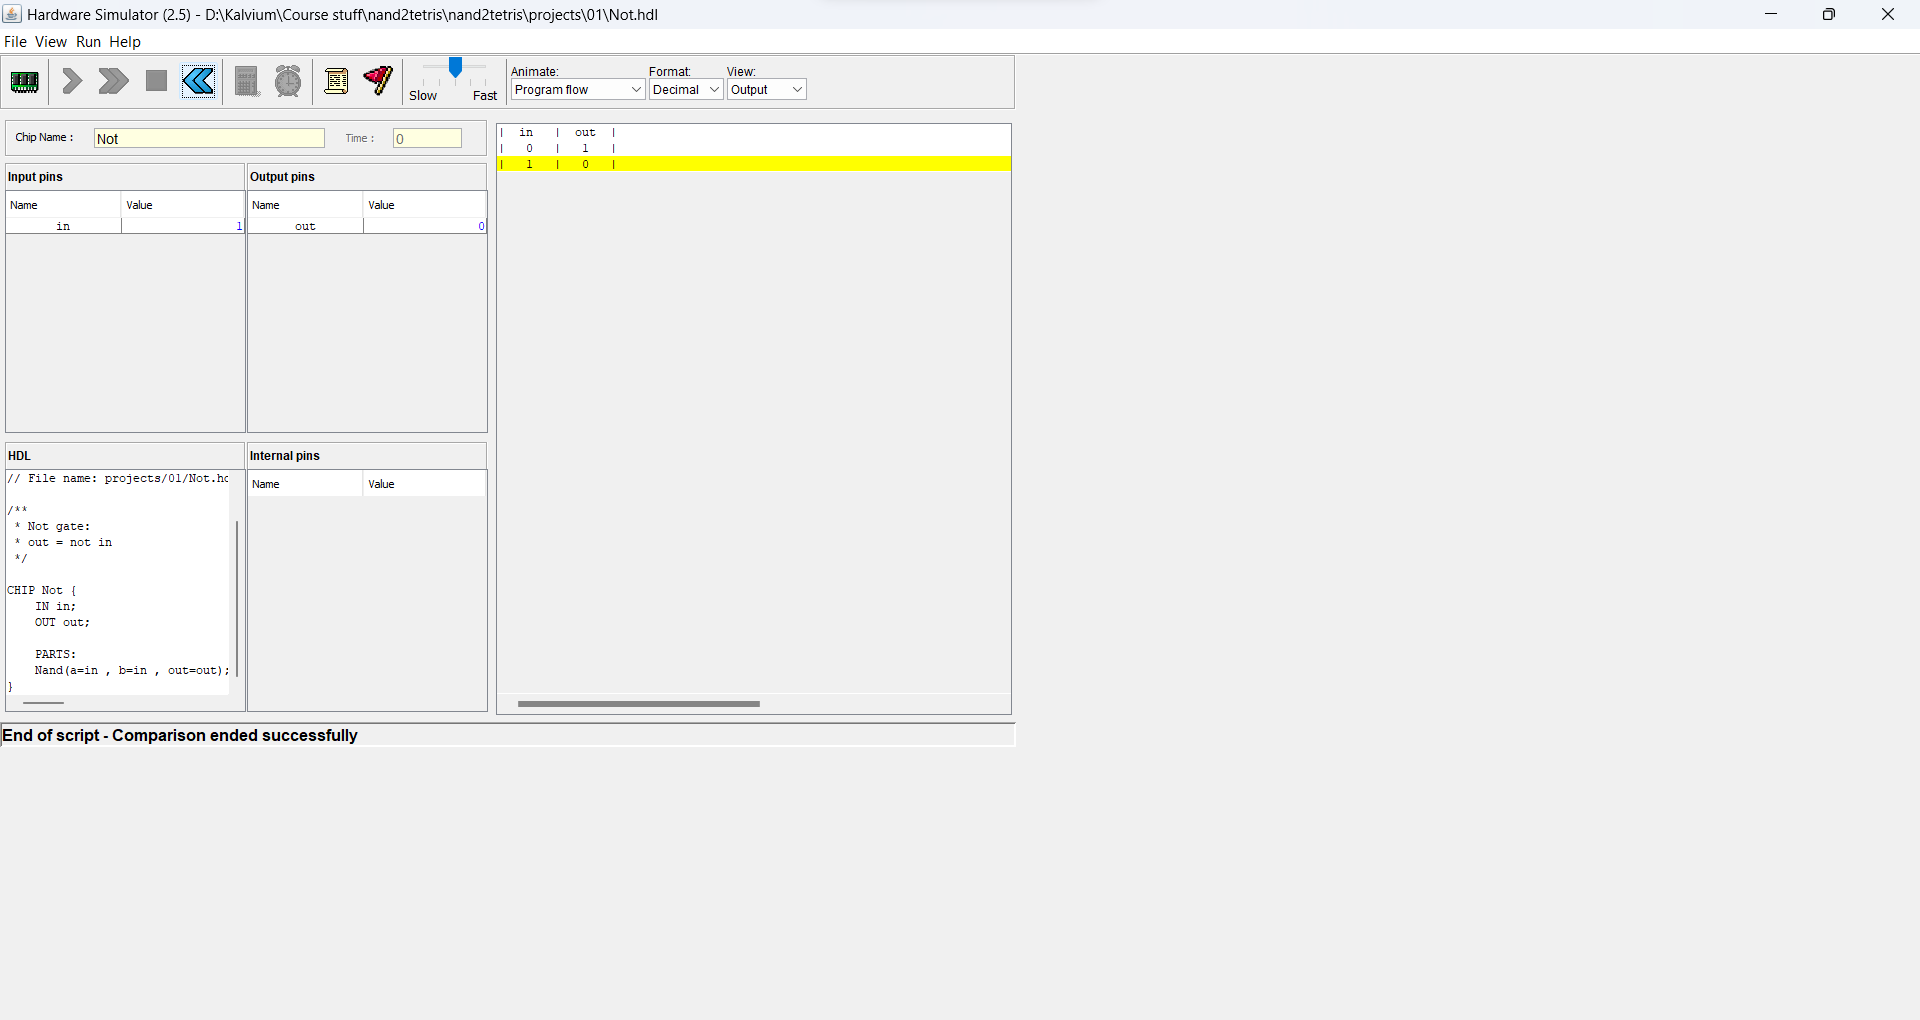 Hardware Simulator (2.5) - D:\Kalvium\Course stuff\nand2tetris\nand2tetris\projects\01\Not.hdl
File View Run Help
Slow Fast
Animate:
Program flow
Format:
Decimal
View:
Output
Chip Name :
Not
Time :
0
Input pins
Name Value
in 1
Output pins
Name Value
out 0
HDL
// File name: projects/01/Not.hd
/**
* Not gate:
* out = not in
*/
CHIP Not {
IN in;
OUT out;
PARTS:
Nand(a=in , b=in , out=out);
}
Internal pins
Name Value
| in | out |
| 0 | 1 |
| 1 | 0 |
End of script - Comparison ended successfully